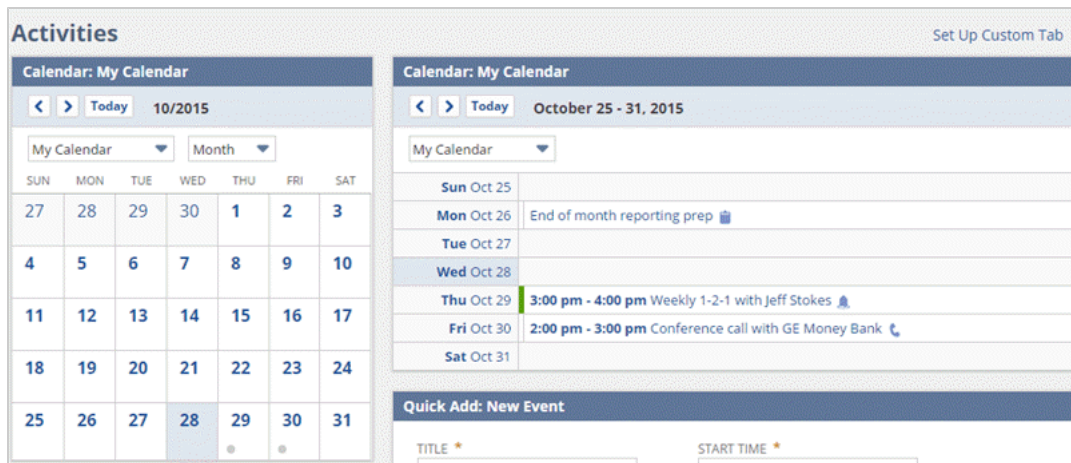 Activities
Set Up Custom Tab
Calendar: My Calendar
Today 10/2015
My Calendar Month
SUN MON TUE WED THU FRI SAT
27 28 29 30 1 2 3
4 5 6 7 8 9 10
11 12 13 14 15 16 17
18 19 20 21 22 23 24
25 26 27 28 29 30 31
Calendar: My Calendar
Today October 25 - 31, 2015
My Calendar
Sun Oct 25
Mon Oct 26 End of month reporting prep
Tue Oct 27
Wed Oct 28
Thu Oct 29 3:00 pm - 4:00 pm Weekly 1-2-1 with Jeff Stokes
Fri Oct 30 2:00 pm - 3:00 pm Conference call with GE Money Bank
Sat Oct 31
Quick Add: New Event
TITLE * START TIME *